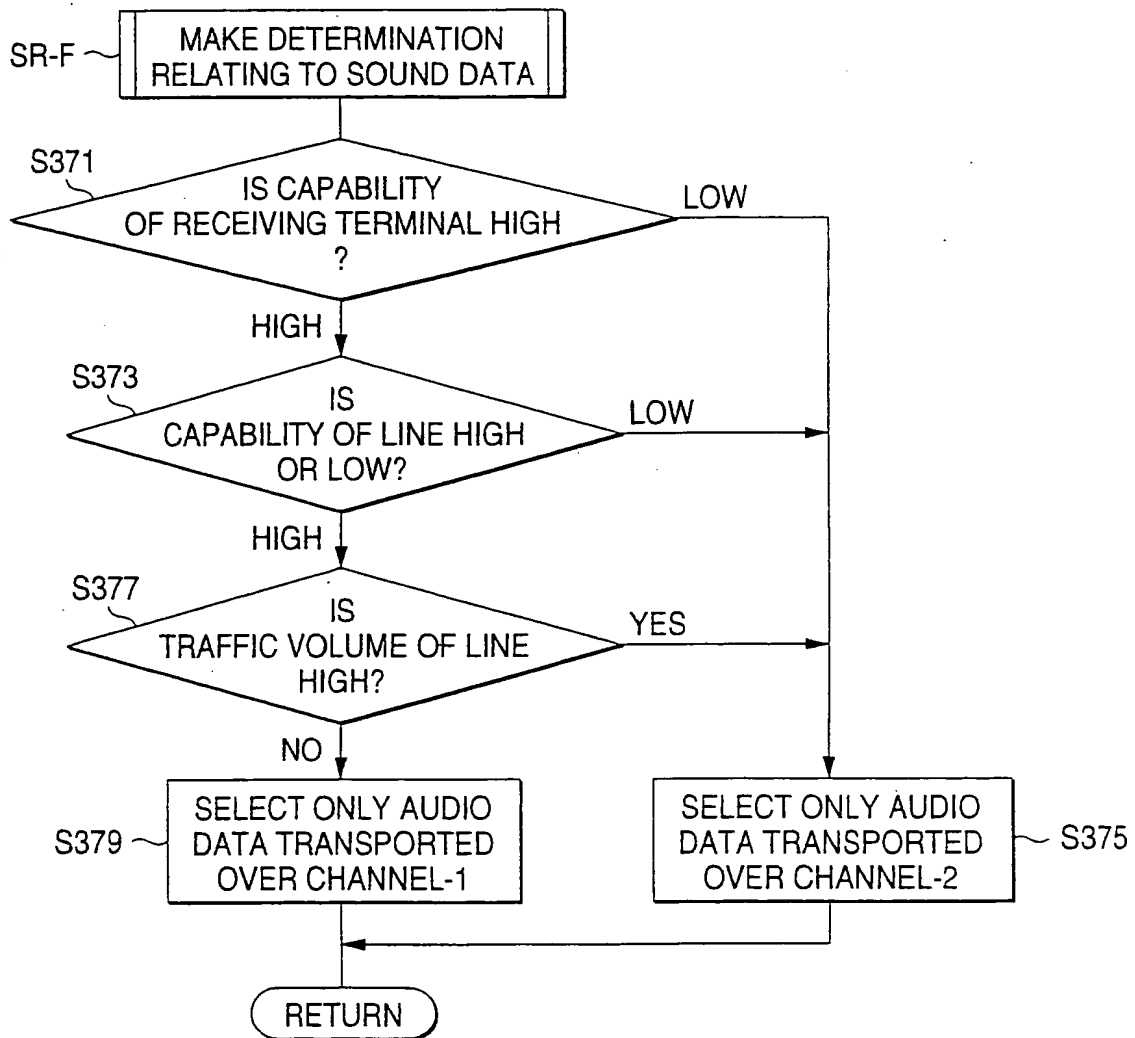 SR-F
MAKE DETERMINATION
RELATING TO SOUND DATA
S371
IS CAPABILITY
OF RECEIVING TERMINAL HIGH
?
LOW
HIGH
S373
IS
CAPABILITY OF LINE HIGH
OR LOW?
LOW
HIGH
S377
IS
TRAFFIC VOLUME OF LINE
HIGH?
YES
NO
S379
SELECT ONLY AUDIO
DATA TRANSPORTED
OVER CHANNEL-1
SELECT ONLY AUDIO
DATA TRANSPORTED
OVER CHANNEL-2
S375
RETURN